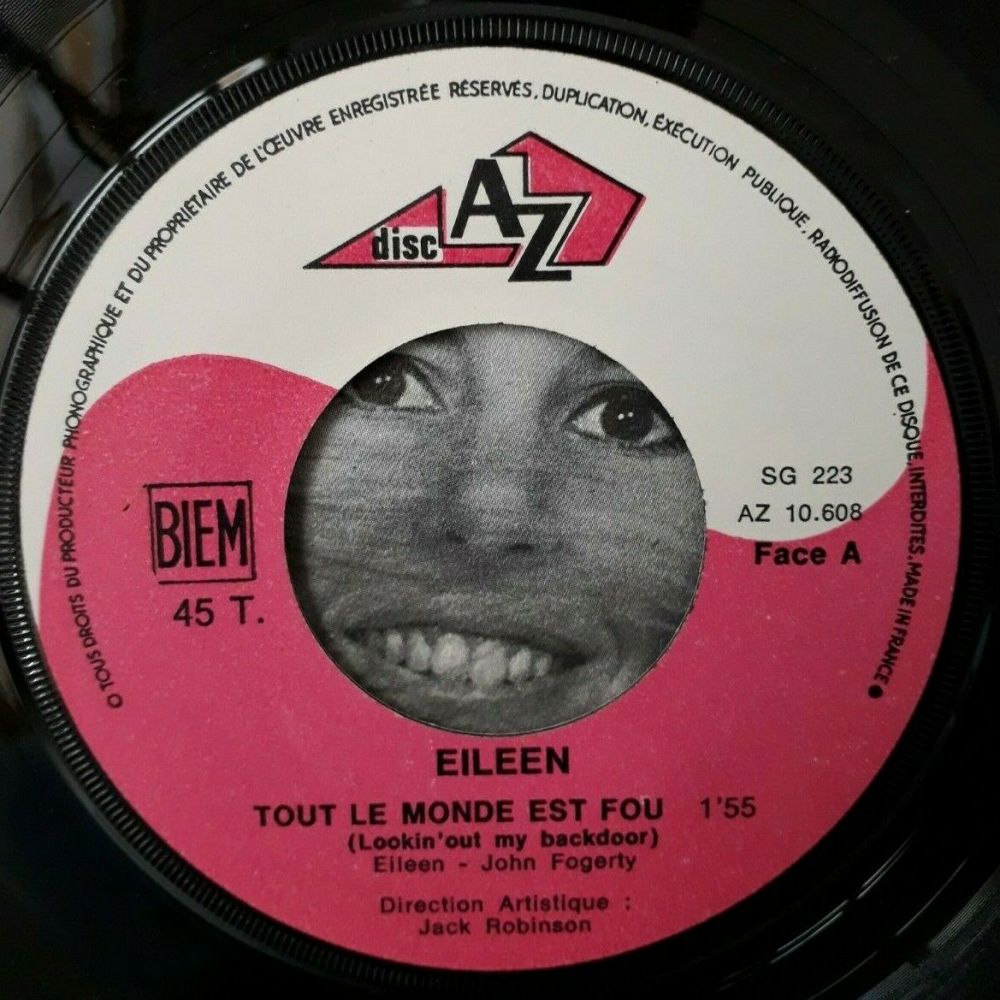 O TOUS DROITS DU PRODUCTEUR PHONOGRAPHIQUE ET DU PROPRIÉTAIRE DE L'ŒUVRE ENREGISTRÉE RÉSERVÉS, DUPLICATION, ÉXÉCUTION PUBLIQUE, RADIODIFFUSION DE CE DISQUE, INTERDITES, MADE IN FRANCE
disc AZ
SG 223
AZ 10.608
Face A
BIEM
45 T.
EILEEN
TOUT LE MONDE EST FOU 1'55
(Lookin'out my backdoor)
Eileen - John Fogerty
Direction Artistique :
Jack Robinson